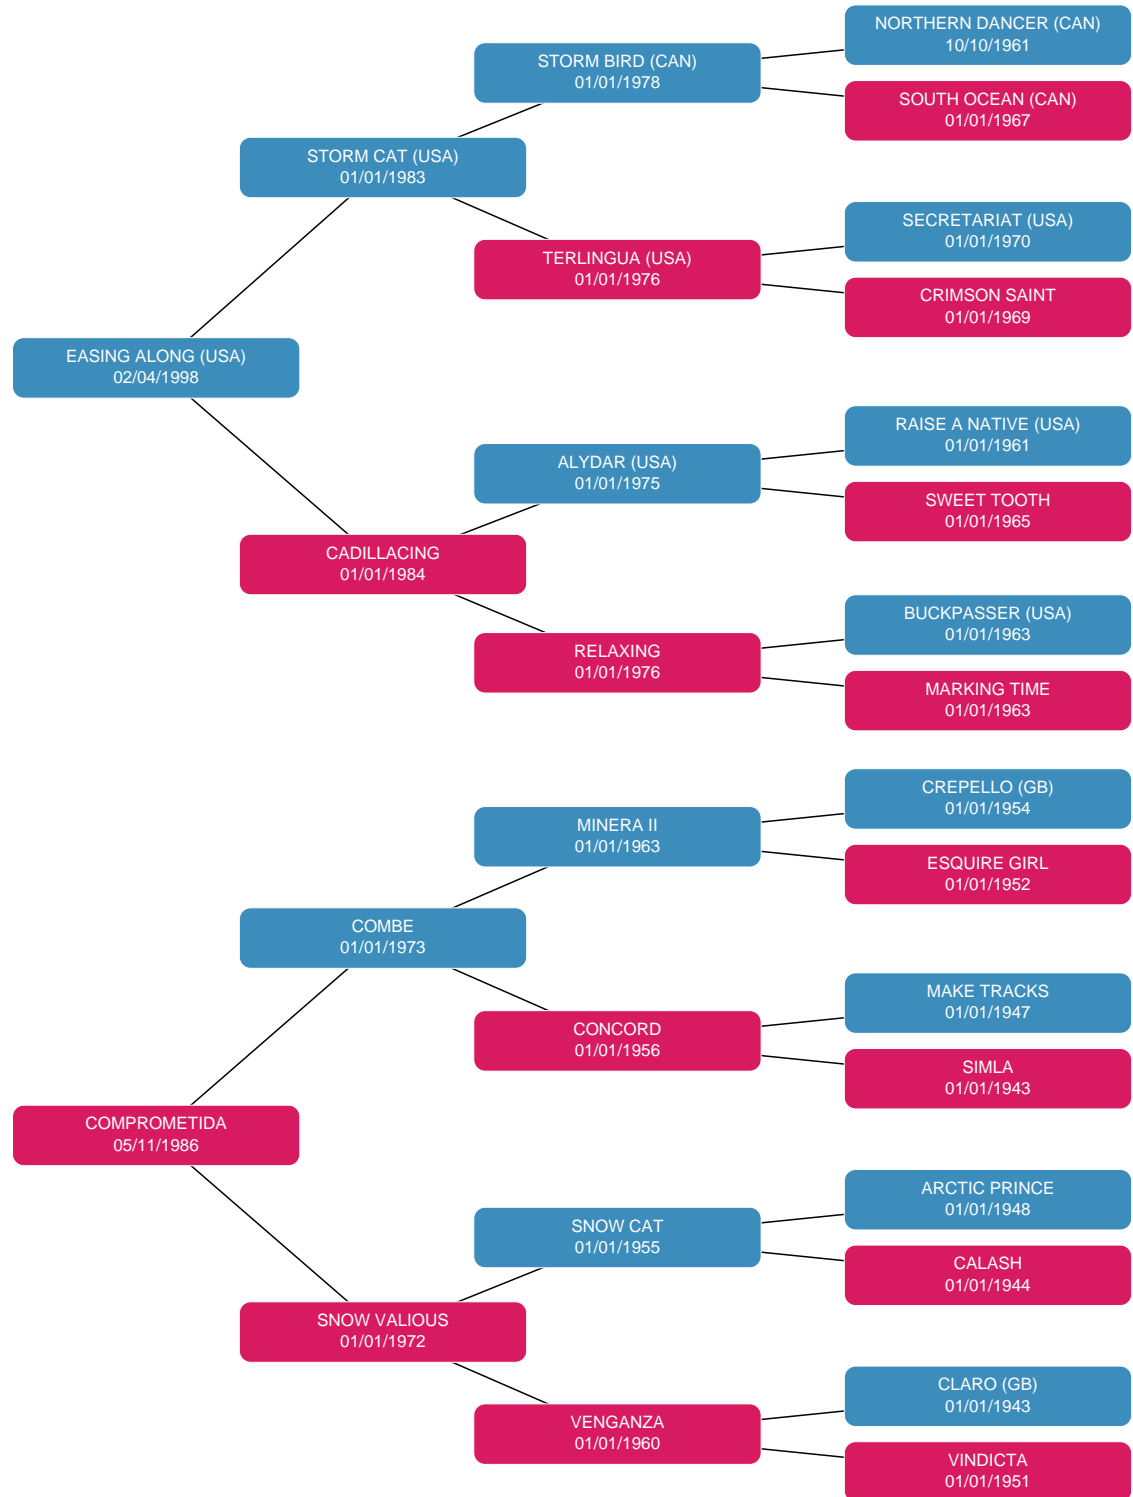 NORTHERN DANCER (CAN)
10/10/1961
STORM BIRD (CAN)
01/01/1978
SOUTH OCEAN (CAN)
01/01/1967
STORM CAT (USA)
01/01/1983
SECRETARIAT (USA)
01/01/1970
TERLINGUA (USA)
01/01/1976
CRIMSON SAINT
01/01/1969
EASING ALONG (USA)
02/04/1998
RAISE A NATIVE (USA)
01/01/1961
ALYDAR (USA)
01/01/1975
SWEET TOOTH
01/01/1965
CADILLACING
01/01/1984
BUCKPASSER (USA)
01/01/1963
RELAXING
01/01/1976
MARKING TIME
01/01/1963
CREPELLO (GB)
01/01/1954
MINERA II
01/01/1963
ESQUIRE GIRL
01/01/1952
COMBE
01/01/1973
MAKE TRACKS
01/01/1947
CONCORD
01/01/1956
SIMLA
01/01/1943
COMPROMETIDA
05/11/1986
ARCTIC PRINCE
01/01/1948
SNOW CAT
01/01/1955
CALASH
01/01/1944
SNOW VALIOUS
01/01/1972
CLARO (GB)
01/01/1943
VENGANZA
01/01/1960
VINDICTA
01/01/1951